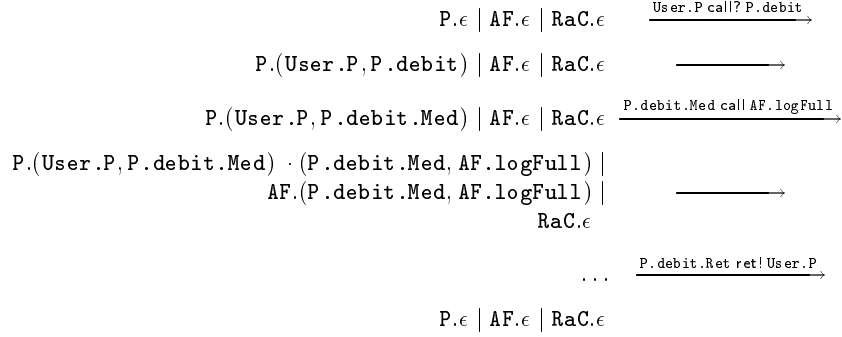 P.ϵ | AF.ϵ | RaC.ϵ —User.P call? P.debit→
P.(User.P,P.debit) | AF.ϵ | RaC.ϵ ⟶
P.(User.P,P.debit.Med) | AF.ϵ | RaC.ϵ —P.debit.Med call AF.logFull→
P.(User.P,P.debit.Med) · (P.debit.Med, AF.logFull) |
AF.(P.debit.Med, AF.logFull) | ⟶
RaC.ϵ
... —P.debit.Ret ret! User.P→
P.ϵ | AF.ϵ | RaC.ϵ